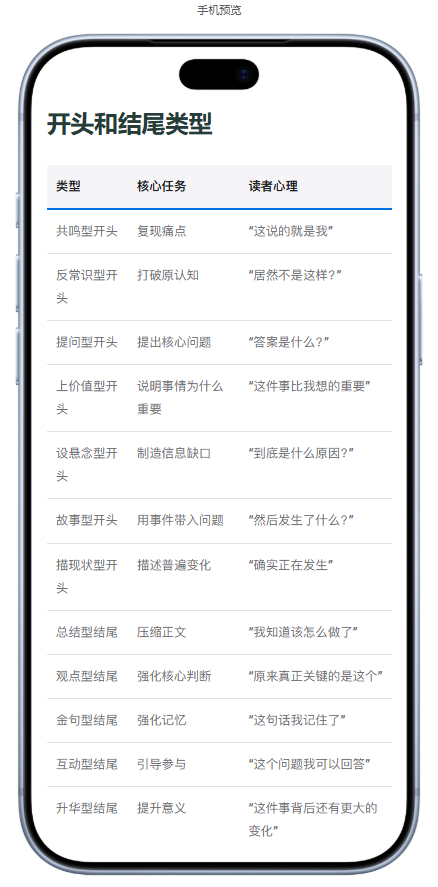 手机预览
开头和结尾类型
类型 核心任务 读者心理
共鸣型开头 复现痛点 “这说的就是我”
反常识型开头 打破原认知 “居然不是这样?”
提问型开头 提出核心问题 “答案是什么?”
上价值型开头 说明事情为什么重要 “这件事比我想的重要”
设悬念型开头 制造信息缺口 “到底是什么原因?”
故事型开头 用事件带入问题 “然后发生了什么?”
描现状型开头 描述普遍变化 “确实正在发生”
总结型结尾 压缩正文 “我知道该怎么做了”
观点型结尾 强化核心判断 “原来真正关键的是这个”
金句型结尾 强化记忆 “这句话我记住了”
互动型结尾 引导参与 “这个问题我可以回答”
升华型结尾 提升意义 “这件事背后还有更大的变化”